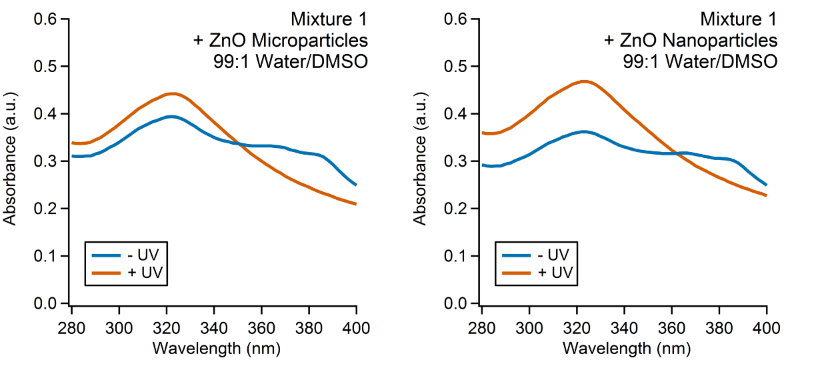 Mixture 1
+ ZnO Microparticles
99:1 Water/DMSO
Absorbance (a.u.)
0.6
0.5
0.4
0.3
0.2
0.1
0.0
- UV
+ UV
280 300 320 340 360 380 400
Wavelength (nm)
Mixture 1
+ ZnO Nanoparticles
99:1 Water/DMSO
Absorbance (a.u.)
0.6
0.5
0.4
0.3
0.2
0.1
0.0
- UV
+ UV
280 300 320 340 360 380 400
Wavelength (nm)